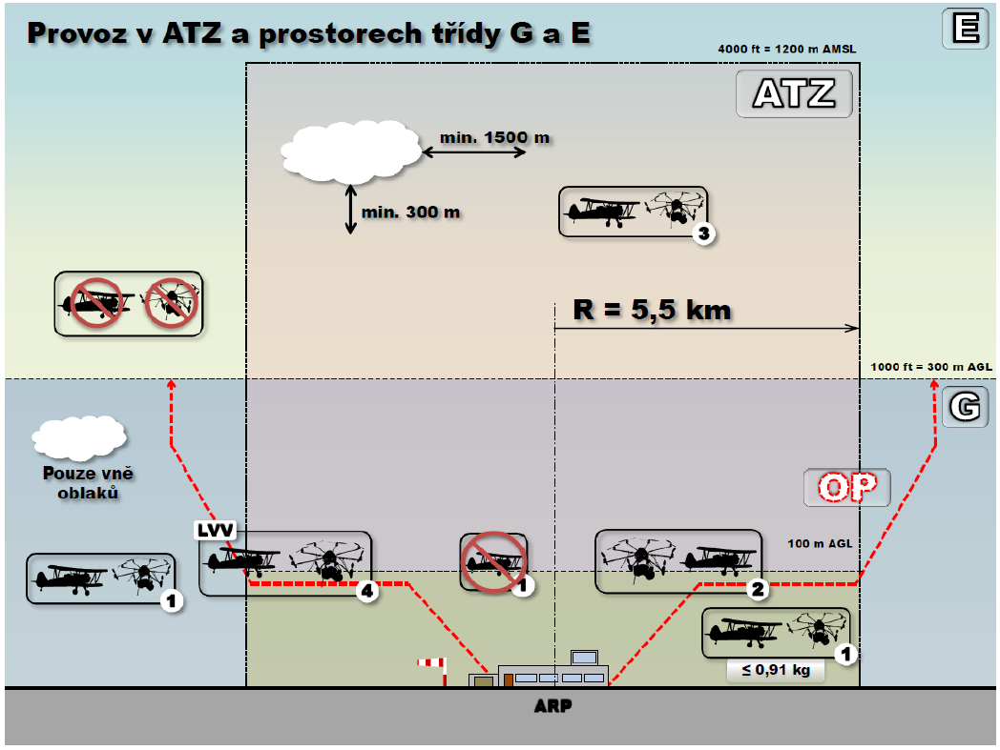 Provoz v ATZ a prostorech třídy G a E
E
4000 ft = 1200 m AMSL
ATZ
min. 1500 m
min. 300 m
3
R = 5,5 km
1000 ft = 300 m AGL
G
Pouze vně
oblaků
OP
LVV
100 m AGL
1
4
1
2
1
≤ 0,91 kg
ARP